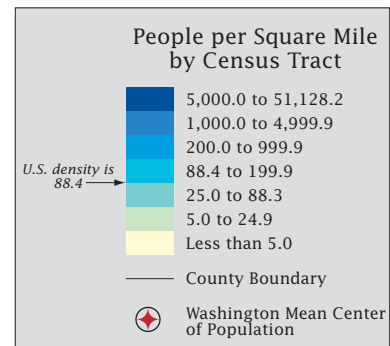 People per Square Mile
by Census Tract
5,000.0 to 51,128.2
1,000.0 to 4,999.9
200.0 to 999.9
88.4 to 199.9
U.S. density is
88.4
25.0 to 88.3
5.0 to 24.9
Less than 5.0
County Boundary
Washington Mean Center
of Population